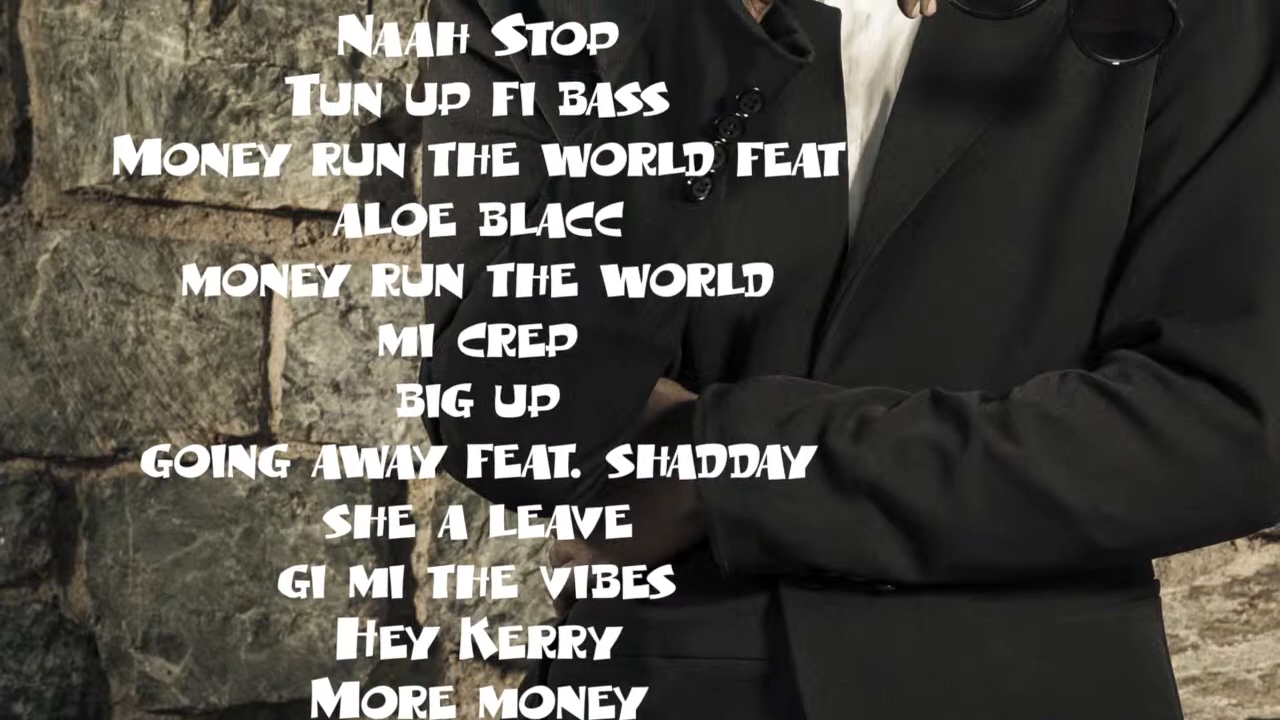 Naah Stop
Tun up fi bass
Money run the world feat
aloe blacc
money run the world
mi crep
big up
going away feat. shadday
she a leave
gi mi the vibes
Hey Kerry
More money